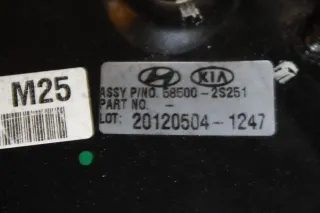 M25
KIA
ASSY P/NO. 58500-2S251
PART NO. -
LOT: 20120504-1247